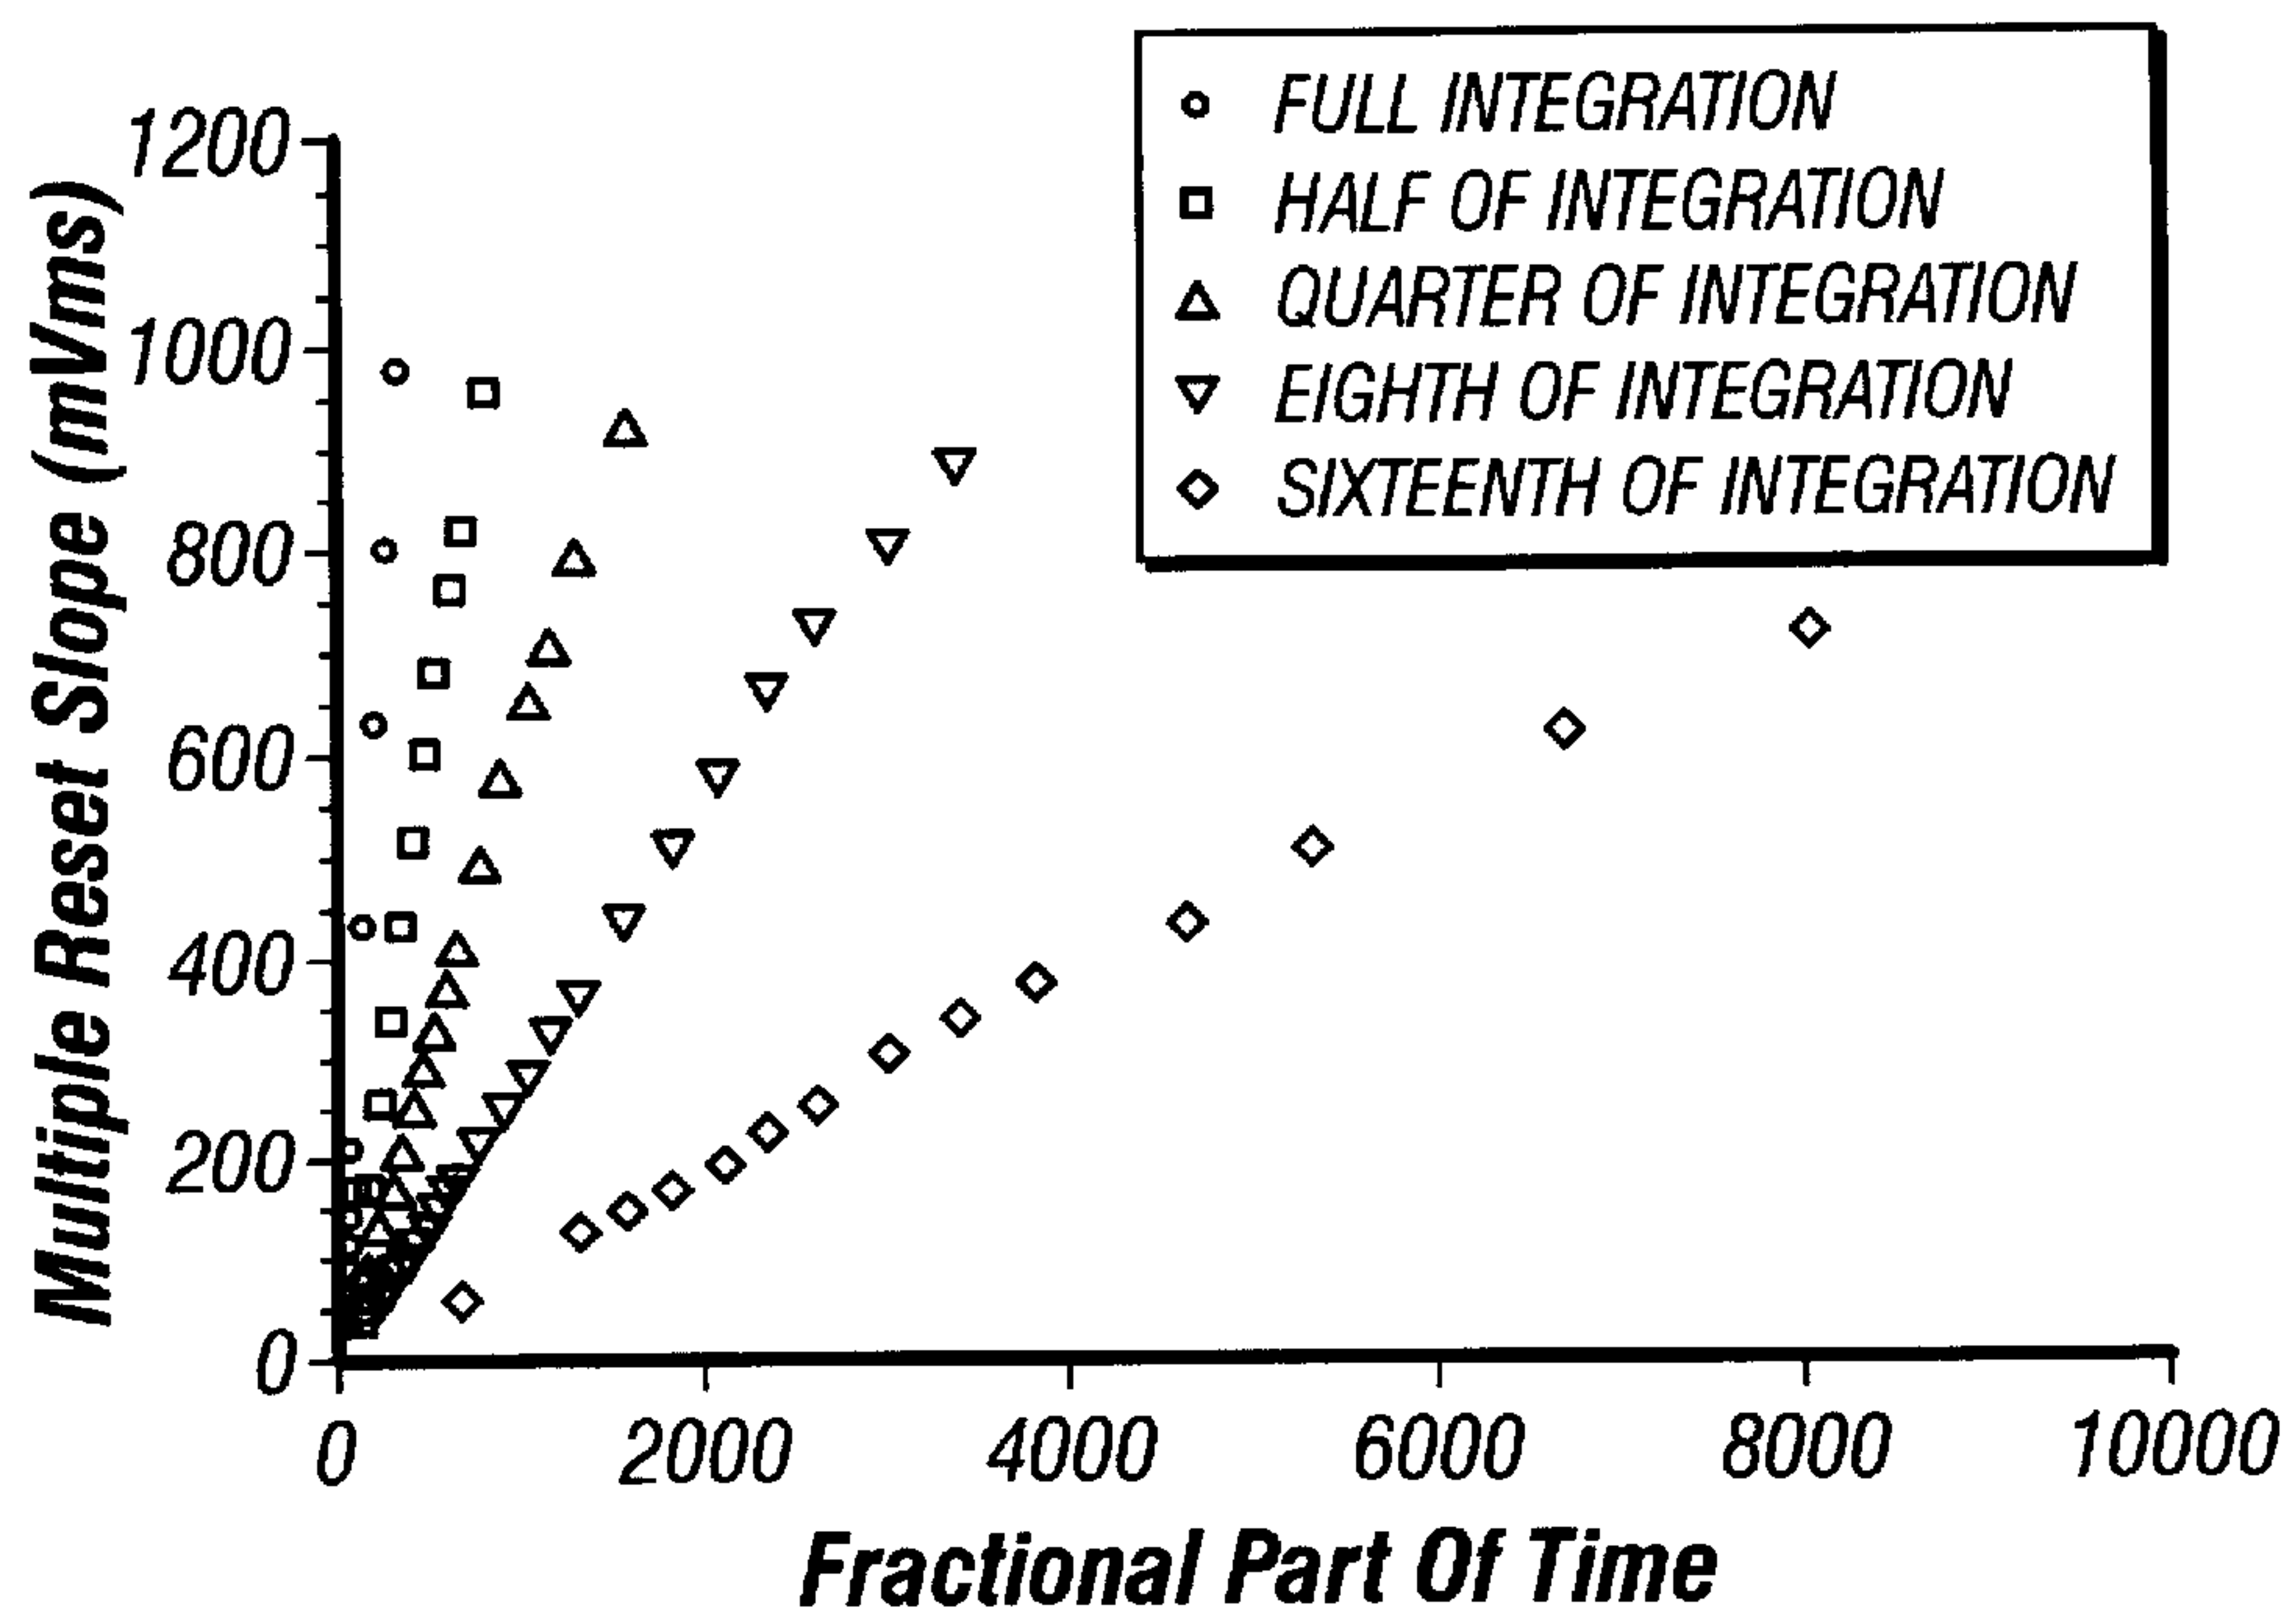 Multiple Reset Slope (mVms)
1200
1000
800
600
400
200
0
0 2000 4000 6000 8000 10000
Fractional Part Of Time
FULL INTEGRATION
HALF OF INTEGRATION
QUARTER OF INTEGRATION
EIGHTH OF INTEGRATION
SIXTEENTH OF INTEGRATION